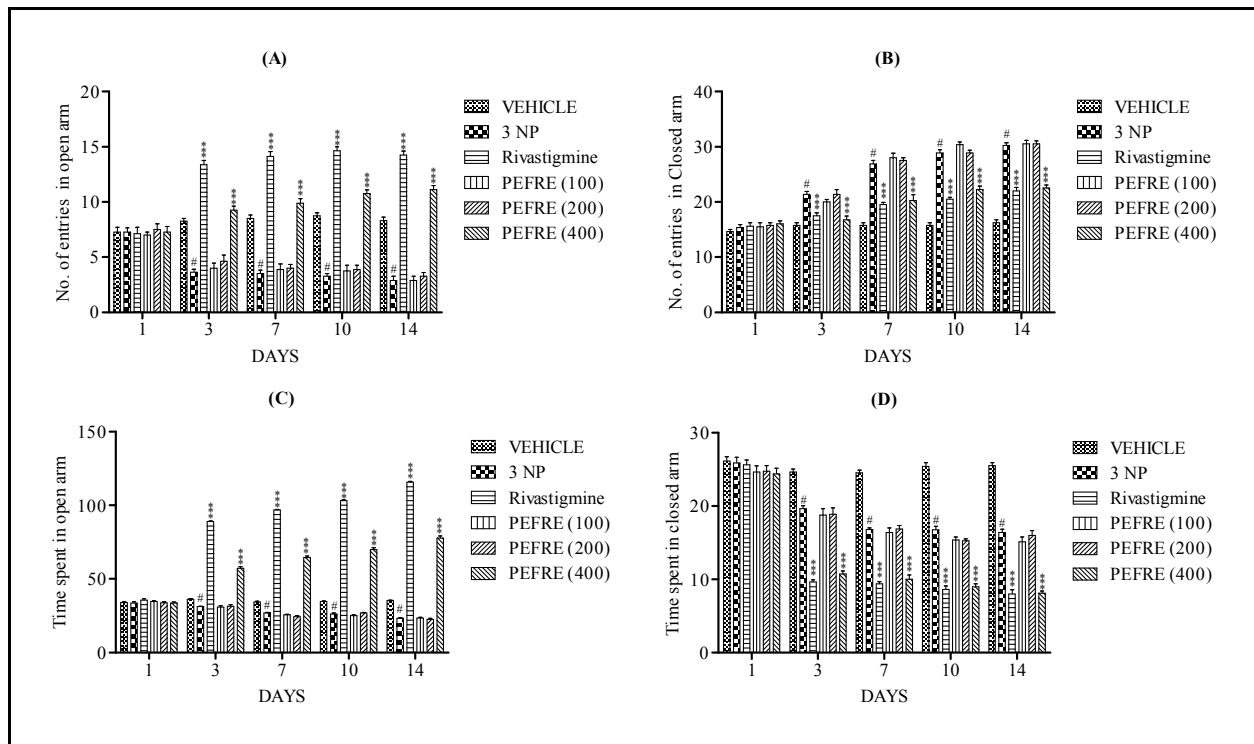 (A)
No. of entries in open arm
20
15
10
5
0
***
***
***
***
***
***
***
***
#
#
#
#
1
3
7
10
14
DAYS
VEHICLE
3 NP
Rivastigmine
PEFRE (100)
PEFRE (200)
PEFRE (400)
(B)
No. of entries in Closed arm
40
30
20
10
0
#
#
#
#
***
***
***
***
***
***
***
***
1
3
7
10
14
DAYS
VEHICLE
3 NP
Rivastigmine
PEFRE (100)
PEFRE (200)
PEFRE (400)
(C)
Time spent in open arm
150
100
50
0
***
***
***
***
***
***
***
***
#
#
#
#
1
3
7
10
14
DAYS
VEHICLE
3 NP
Rivastigmine
PEFRE (100)
PEFRE (200)
PEFRE (400)
(D)
Time spent in closed arm
30
20
10
0
#
#
#
#
***
***
***
***
***
***
***
***
1
3
7
10
14
DAYS
VEHICLE
3 NP
Rivastigmine
PEFRE (100)
PEFRE (200)
PEFRE (400)